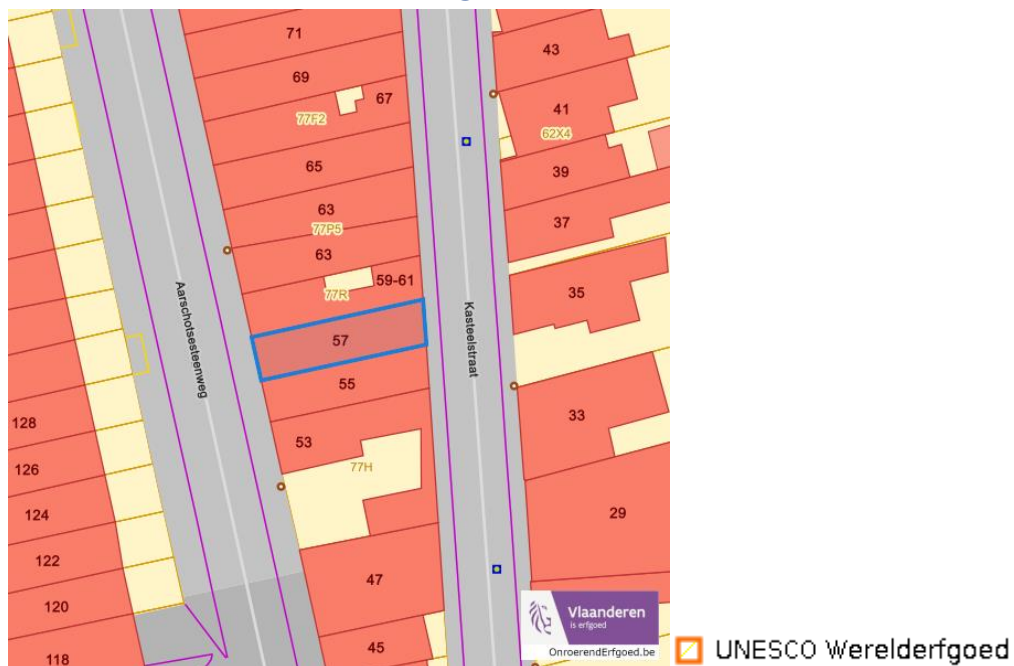 71
43
69
67
41
77F2
62X4
65
39
63
37
77P5
63
59-61
35
77R
Aarschotsesteenweg
Kasteelstraat
57
55
33
128
53
126
77H
124
29
122
47
120
118
45
Vlaanderen
is erfgoed
OnroerendErfgoed.be
UNESCO Werelderfgoed